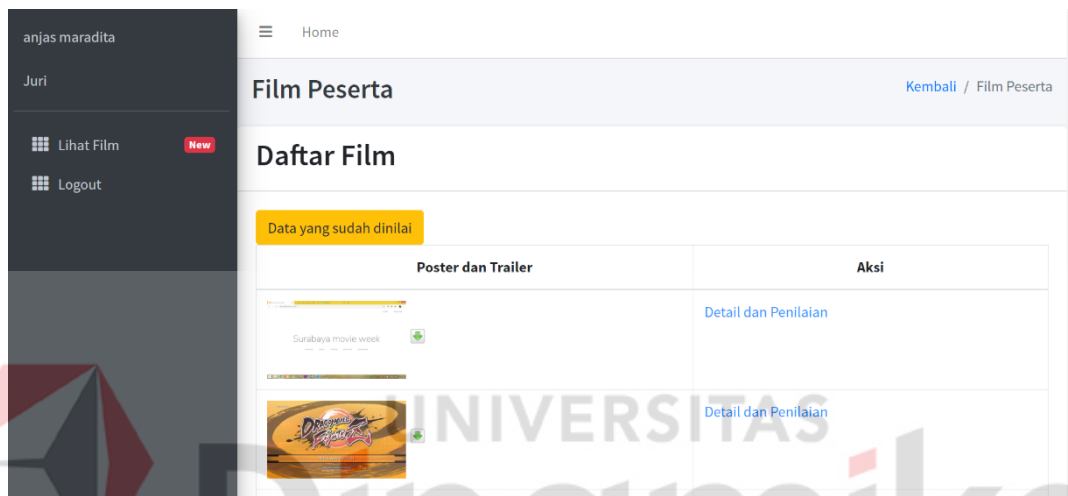 anjas maradita
Home
Juri
Film Peserta
Kembali / Film Peserta
Lihat Film New
Logout
Daftar Film
Data yang sudah dinilai
Poster dan Trailer Aksi
Surabaya movie week
Detail dan Penilaian
Detail dan Penilaian
UNIVERSITAS